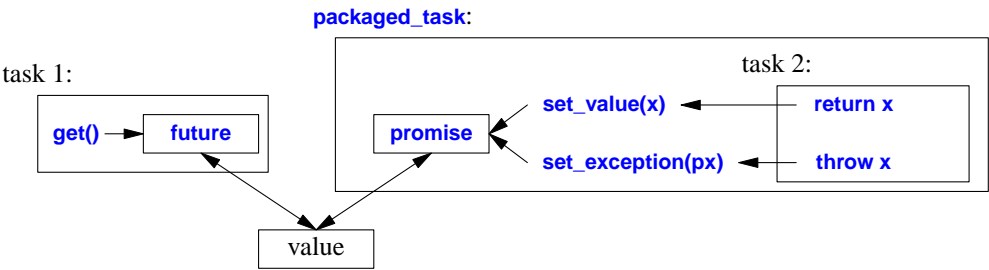 packaged_task:
task 1:
task 2:
get()
future
promise
set_value(x)
return x
set_exception(px)
throw x
value